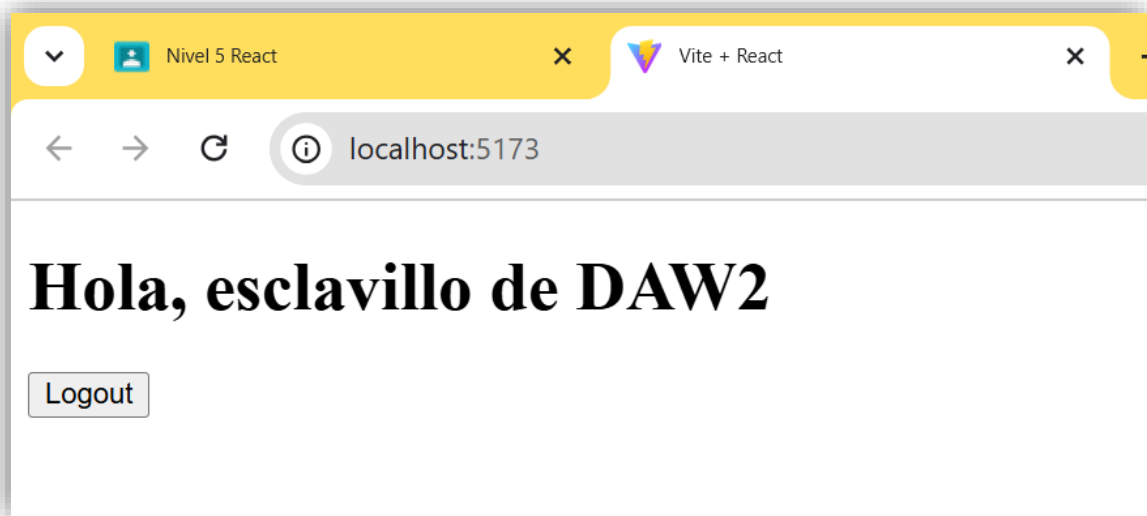 Nivel 5 React
Vite + React
localhost:5173
Hola, esclavillo de DAW2
Logout